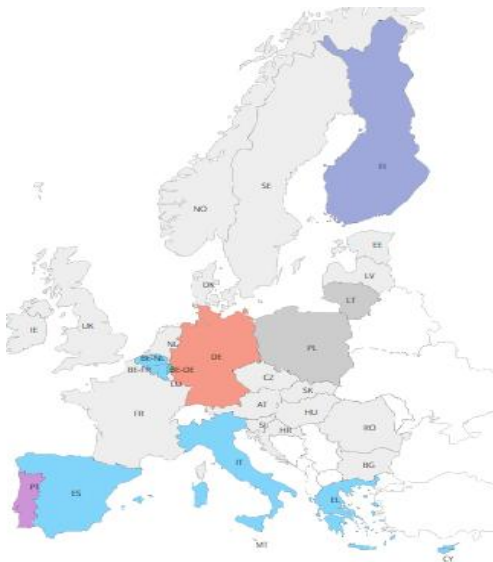 FI
SE
NO
EE
LV
DK
LT
IE
UK
NL
PL
DE
BE-NL
BE-FR
BE-DE
LU
CZ
SK
FR
AT
HU
SI
HR
RO
IT
BG
PT
ES
EL
MT
CY